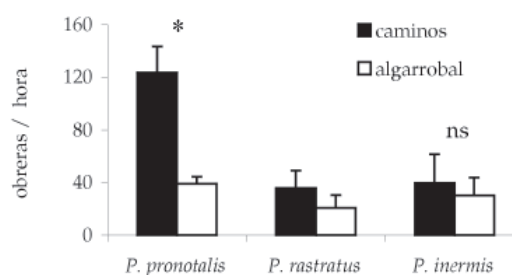 160
120
80
40
0
obreras / hora
*
caminos
algarrobal
ns
P. pronotalis
P. rastratus
P. inermis